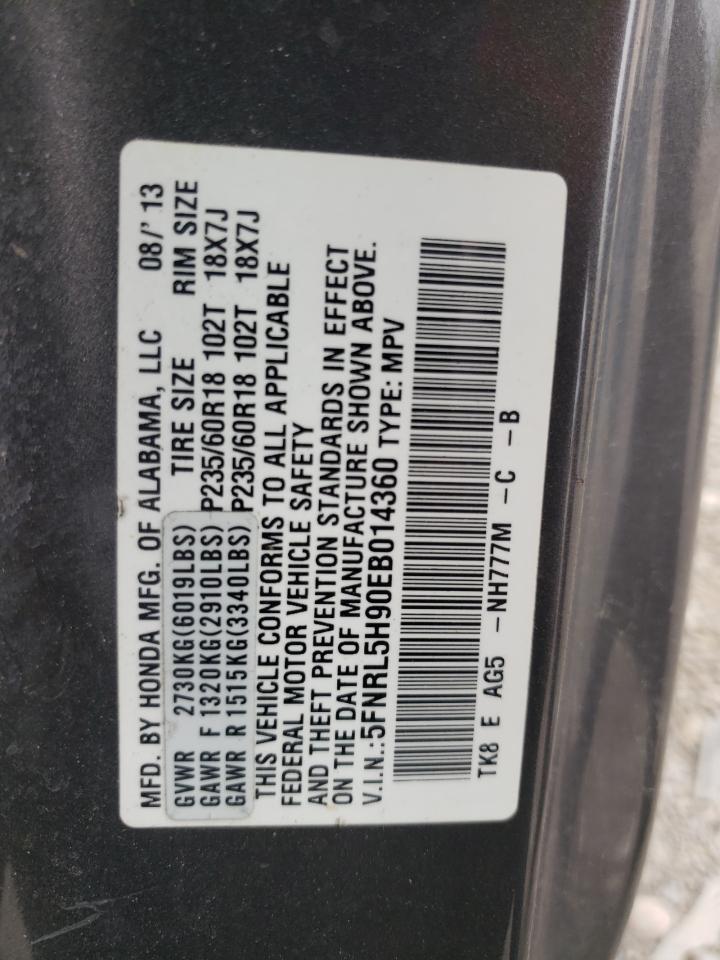 MFD. BY HONDA MFG. OF ALABAMA, LLC 08/' 13
GVWR 2730KG(6019LBS) TIRE SIZE RIM SIZE
GAWR F 1320KG(2910LBS) P235/60R18 102T 18X7J
GAWR R 1515KG(3340LBS) P235/60R18 102T 18X7J
THIS VEHICLE CONFORMS TO ALL APPLICABLE
FEDERAL MOTOR VEHICLE SAFETY
AND THEFT PREVENTION STANDARDS IN EFFECT
ON THE DATE OF MANUFACTURE SHOWN ABOVE.
V.I.N.:5FNRL5H90EB014360 TYPE: MPV
TK8 E AG5 -NH777M -C -B